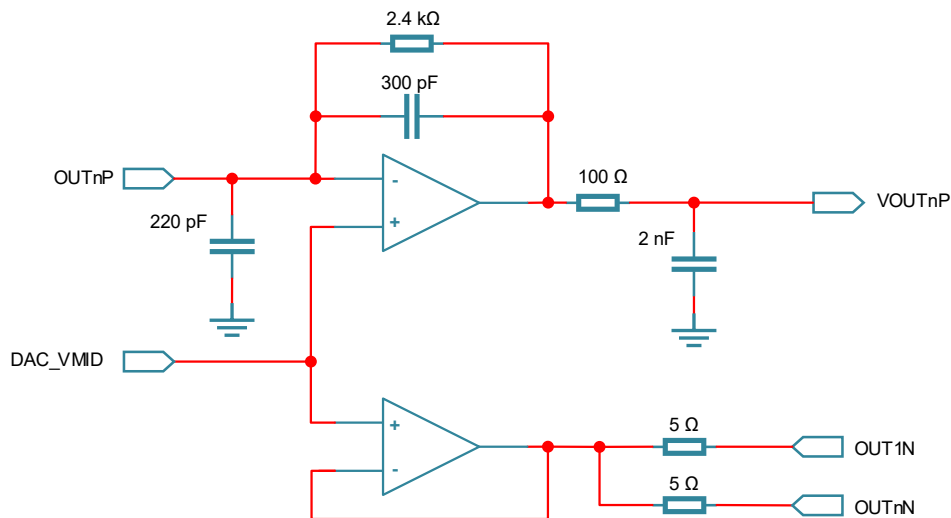 2.4 kΩ
300 pF
OUTnP
-
+
220 pF
100 Ω
VOUTnP
2 nF
DAC_VMID
+
-
5 Ω
OUT1N
5 Ω
OUTnN